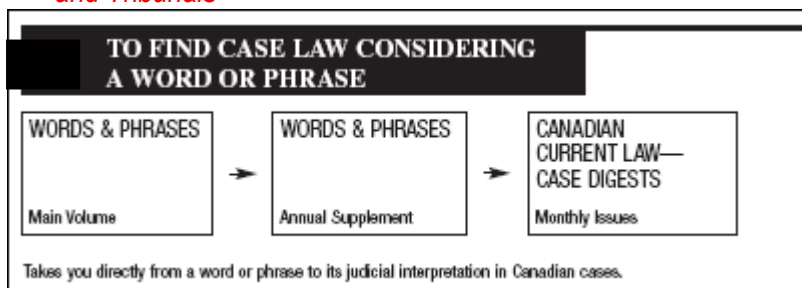 and Tribunals
TO FIND CASE LAW CONSIDERING
A WORD OR PHRASE
WORDS & PHRASES
Main Volume
WORDS & PHRASES
Annual Supplement
CANADIAN
CURRENT LAW—
CASE DIGESTS
Monthly Issues
Takes you directly from a word or phrase to its judicial interpretation in Canadian cases.